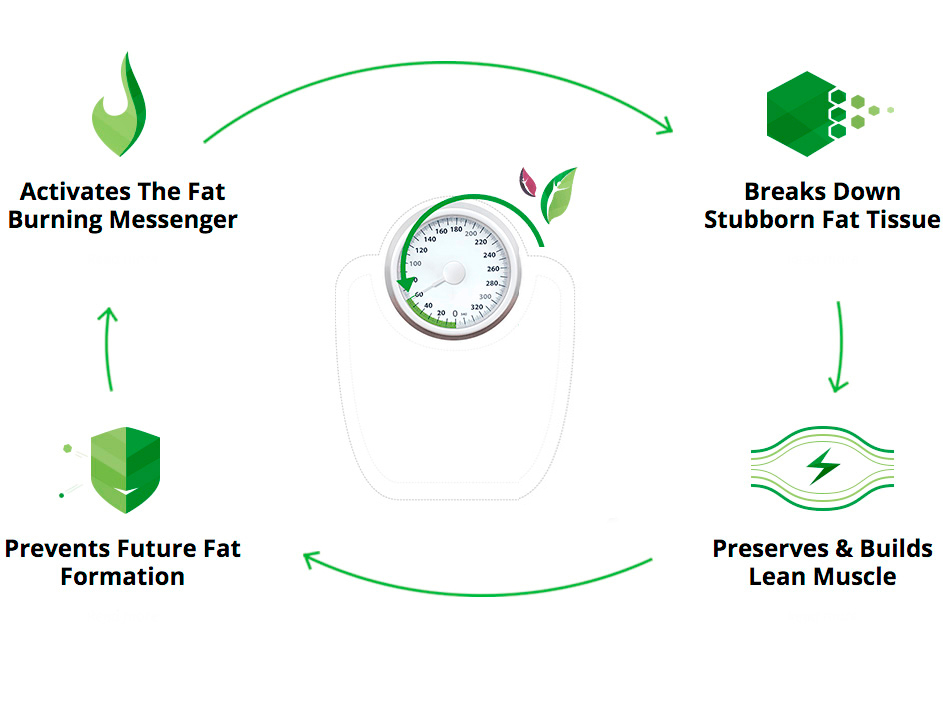 Activates The Fat
Burning Messenger
Breaks Down
Stubborn Fat Tissue
160 180 200
140 220
120 240
100 260
80 280
60 300
40 320
20 0
Prevents Future Fat
Formation
Preserves & Builds
Lean Muscle